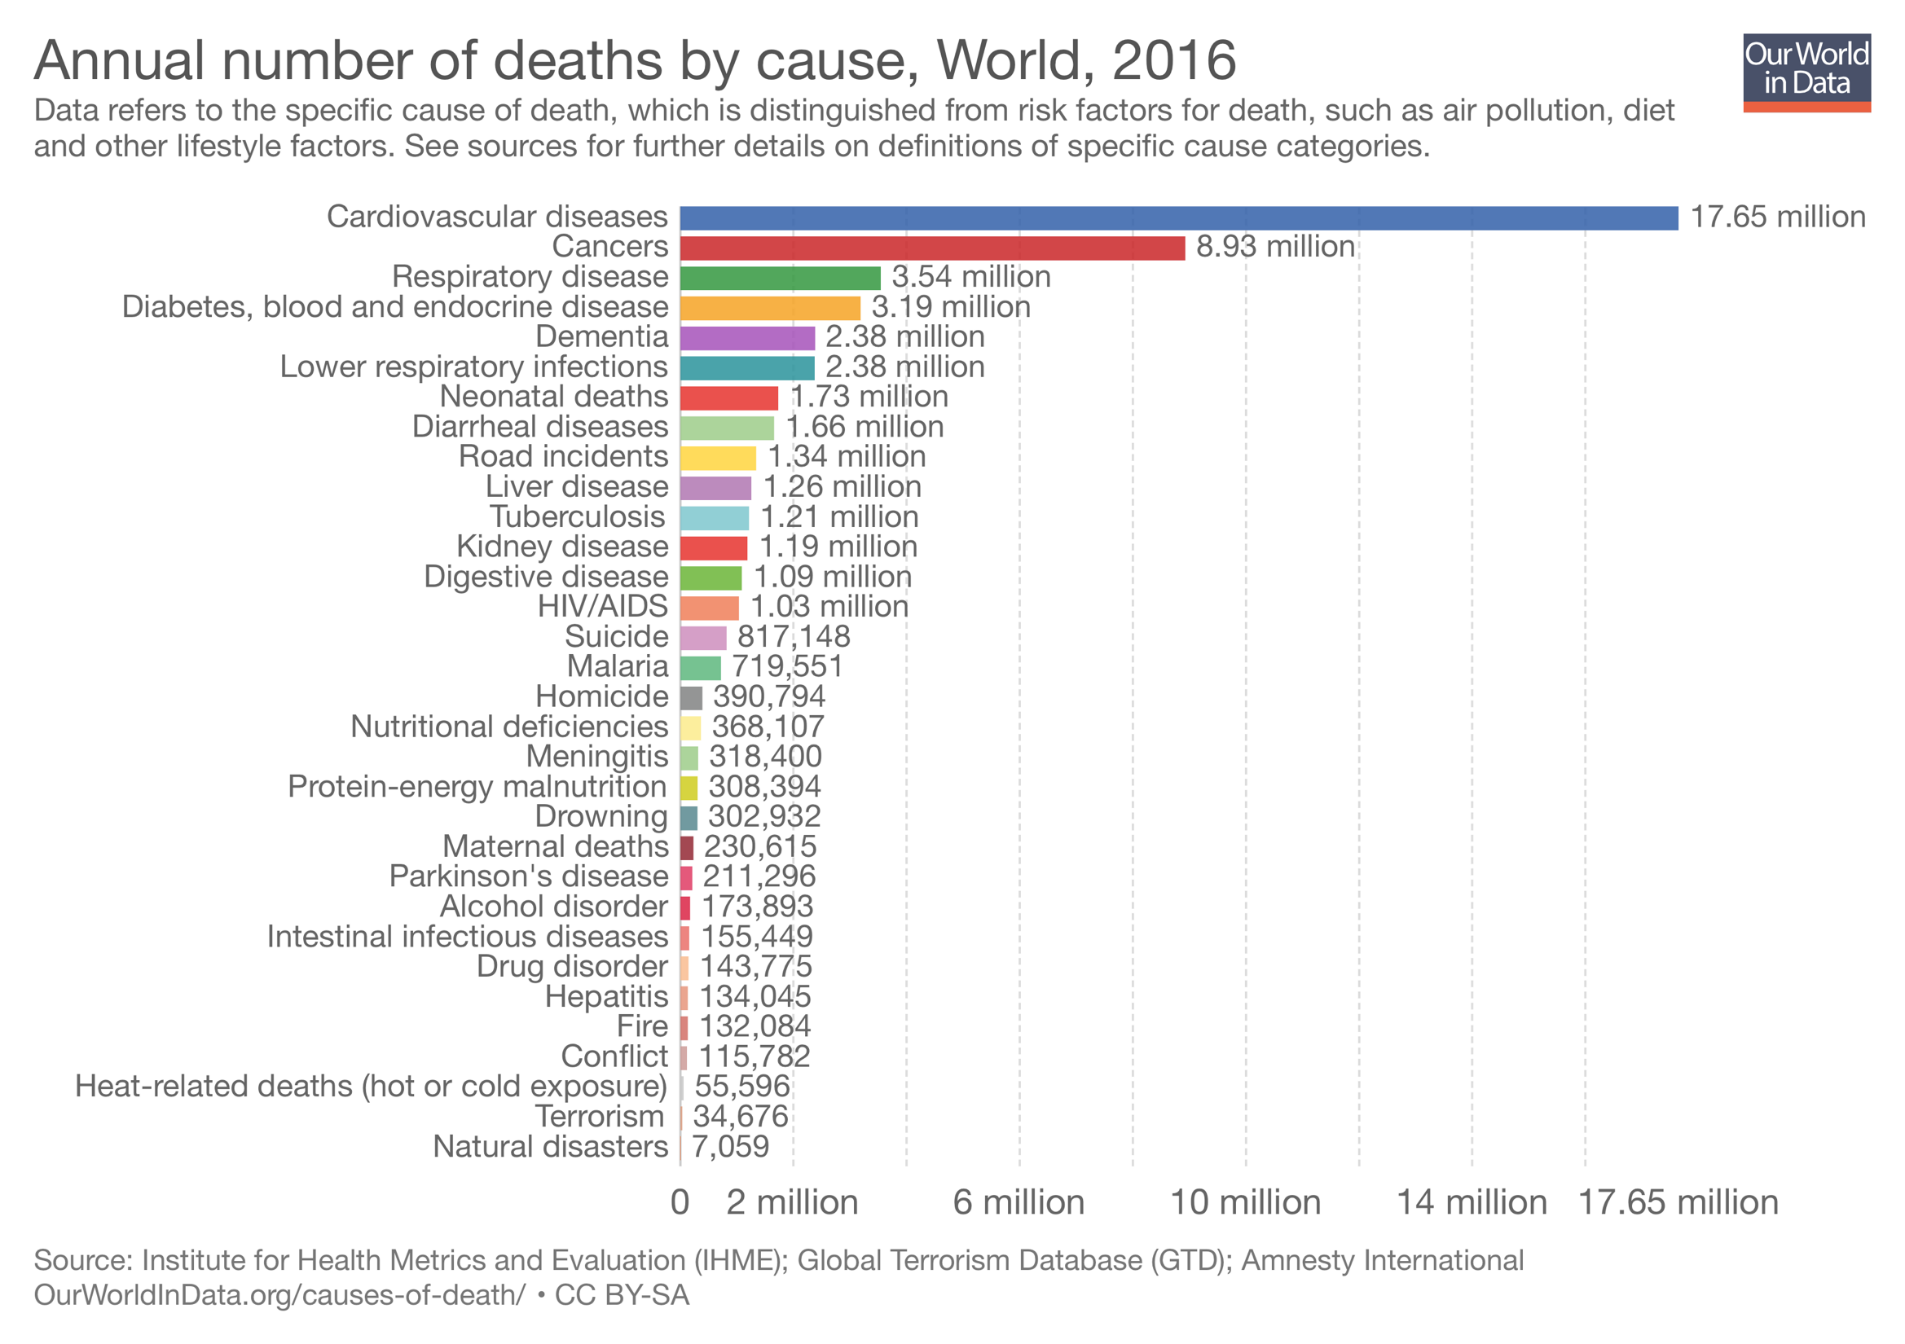 Annual number of deaths by cause, World, 2016
Our World
in Data
Data refers to the specific cause of death, which is distinguished from risk factors for death, such as air pollution, diet
and other lifestyle factors. See sources for further details on definitions of specific cause categories.
Cardiovascular diseases 17.65 million
Cancers 8.93 million
Respiratory disease 3.54 million
Diabetes, blood and endocrine disease 3.19 million
Dementia 2.38 million
Lower respiratory infections 2.38 million
Neonatal deaths 1.73 million
Diarrheal diseases 1.66 million
Road incidents 1.34 million
Liver disease 1.26 million
Tuberculosis 1.21 million
Kidney disease 1.19 million
Digestive disease 1.09 million
HIV/AIDS 1.03 million
Suicide 817,148
Malaria 719,551
Homicide 390,794
Nutritional deficiencies 368,107
Meningitis 318,400
Protein-energy malnutrition 308,394
Drowning 302,932
Maternal deaths 230,615
Parkinson's disease 211,296
Alcohol disorder 173,893
Intestinal infectious diseases 155,449
Drug disorder 143,775
Hepatitis 134,045
Fire 132,084
Conflict 115,782
Heat-related deaths (hot or cold exposure) 55,596
Terrorism 34,676
Natural disasters 7,059
0 2 million 6 million 10 million 14 million 17.65 million
Source: Institute for Health Metrics and Evaluation (IHME); Global Terrorism Database (GTD); Amnesty International
OurWorldInData.org/causes-of-death/ • CC BY-SA